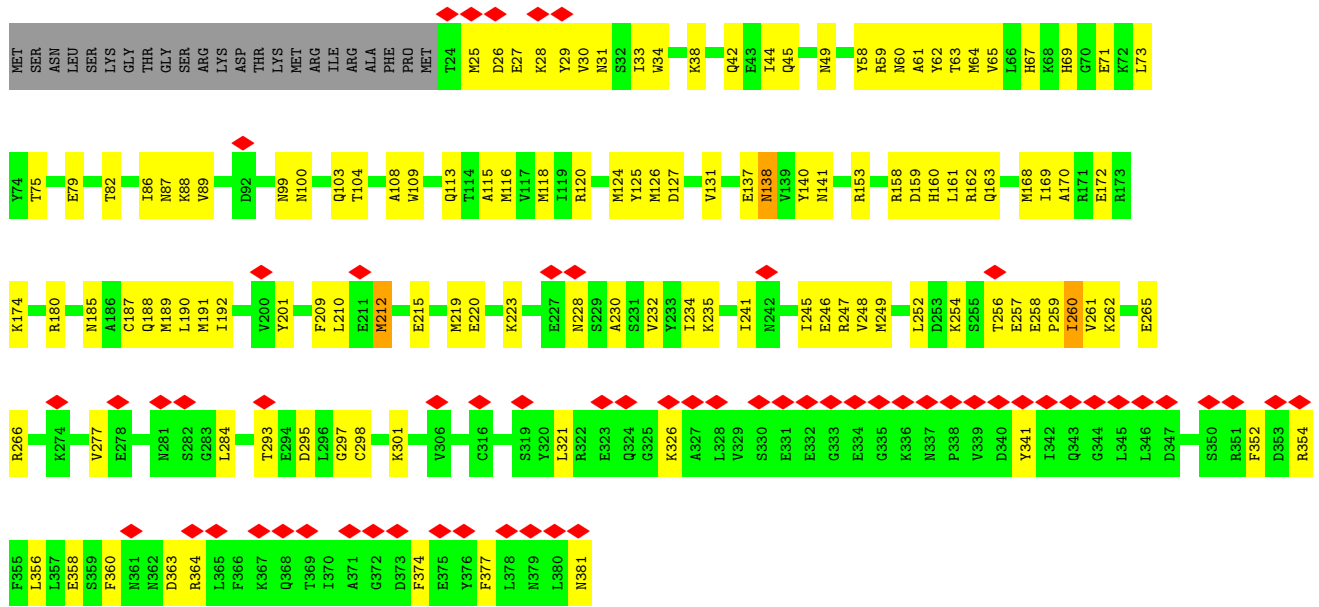 MET SER ASN LEU SER LYS GLY THR GLY SER ARG LYS ASP THR LYS MET ARG ILE ARG ALA PHE PRO MET T24 M25 D26 E27 K28 Y29 V30 N31 S32 I33 W34 K38 Q42 E43 I44 Q45 N49 Y58 R59 N60 A61 Y62 T63 M64 V65 L66 H67 K68 H69 G70 E71 K72 L73
Y74 T75 E79 T82 I86 N87 K88 V89 D92 N99 N100 Q103 T104 A108 W109 Q113 T114 A115 M116 V117 M118 I119 R120 M124 Y125 M126 D127 V131 E137 N138 V139 Y140 N141 R153 R158 D159 H160 L161 R162 Q163 M168 I169 A170 R171 E172 R173
K174 R180 N185 A186 C187 Q188 M189 L190 M191 I192 V200 Y201 F209 L210 E211 M212 E215 M219 E220 K223 E227 N228 S229 A230 S231 V232 Y233 I234 K235 I241 N242 I245 E246 R247 V248 M249 L252 D253 K254 S255 T256 E257 E258 P259 I260 V261 K262 E265
R266 K274 V277 E278 N281 S282 G283 L284 T293 E294 D295 L296 G297 C298 K301 V306 C316 S319 Y320 L321 R322 E323 Q324 G325 K326 A327 L328 V329 S330 E331 E332 G333 E334 G335 K336 N337 P338 V339 D340 Y341 I342 Q343 G344 L345 L346 D347 S350 R351 F352 D353 R354
F355 L356 L357 E358 S359 F360 N361 N362 D363 R364 L365 F366 K367 Q368 T369 I370 A371 G372 D373 F374 E375 Y376 F377 L378 N379 L380 N381